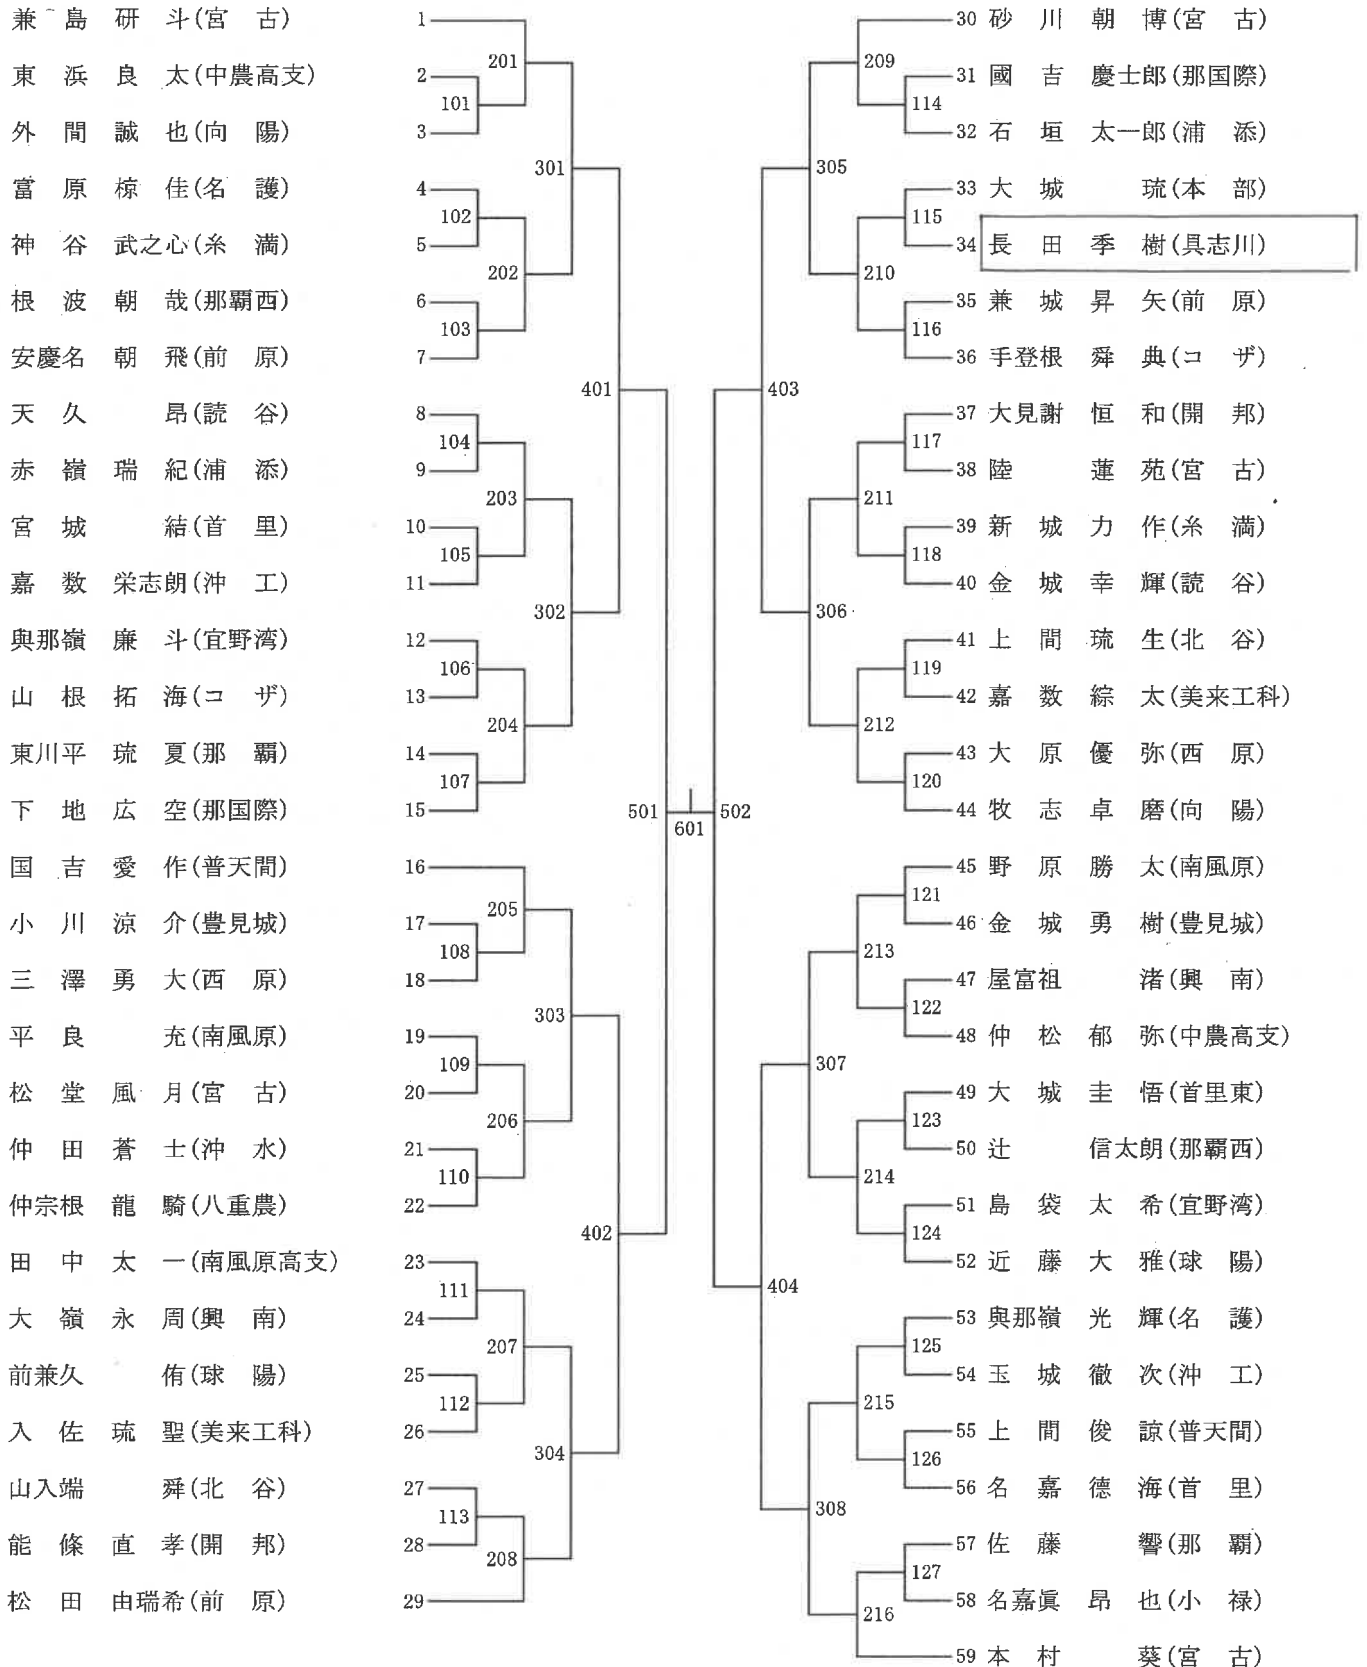 兼島研斗(宮古) 1
東浜良太(中農高支) 2
外間誠也(向陽) 3
富原椋佳(名護) 4
神谷武之心(糸満) 5
根波朝哉(那覇西) 6
安慶名朝飛(前原) 7
天久昂(読谷) 8
赤嶺瑞紀(浦添) 9
宮城結(首里) 10
嘉数栄志朗(沖工) 11
與那嶺廉斗(宜野湾) 12
山根拓海(コザ) 13
東川平琉夏(那覇) 14
下地広空(那国際) 15
国吉愛作(普天間) 16
小川涼介(豊見城) 17
三澤勇大(西原) 18
平良充(南風原) 19
松堂風月(宮古) 20
仲田蒼士(沖水) 21
仲宗根龍騎(八重農) 22
田中太一(南風原高支) 23
大嶺永周(興南) 24
前兼久侑(球陽) 25
入佐琉聖(美来工科) 26
山入端舜(北谷) 27
能條直孝(開邦) 28
松田由瑞希(前原) 29
101
102
103
104
105
106
107
108
109
110
111
112
113
201
202
203
204
205
206
207
208
301
302
303
304
401
402
501
601
502
403
404
305
306
307
308
209
210
211
212
213
214
215
216
114
115
116
117
118
119
120
121
122
123
124
125
126
127
30 砂川朝博(宮古)
31 國吉慶士郎(那国際)
32 石垣太一郎(浦添)
33 大城琉(本部)
34 長田季樹(具志川)
35 兼城昇矢(前原)
36 手登根舜典(コザ)
37 大見謝恒和(開邦)
38 陸蓮苑(宮古)
39 新城力作(糸満)
40 金城幸輝(読谷)
41 上間琉生(北谷)
42 嘉数綜太(美来工科)
43 大原優弥(西原)
44 牧志卓磨(向陽)
45 野原勝太(南風原)
46 金城勇樹(豊見城)
47 屋富祖渚(興南)
48 仲松郁弥(中農高支)
49 大城圭悟(首里東)
50 辻信太朗(那覇西)
51 島袋太希(宜野湾)
52 近藤大雅(球陽)
53 與那嶺光輝(名護)
54 玉城徹次(沖工)
55 上間俊諒(普天間)
56 名嘉德海(首里)
57 佐藤響(那覇)
58 名嘉眞昂也(小禄)
59 本村葵(宮古)